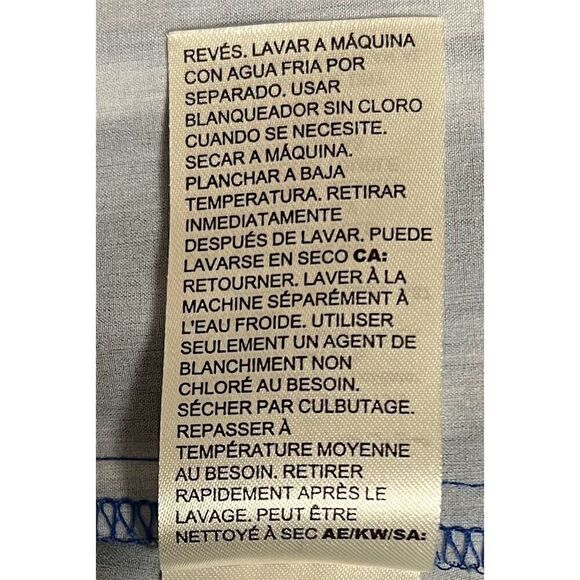 REVÉS. LAVAR A MÁQUINA
CON AGUA FRIA POR
SEPARADO. USAR
BLANQUEADOR SIN CLORO
CUANDO SE NECESITE.
SECAR A MÁQUINA.
PLANCHAR A BAJA
TEMPERATURA. RETIRAR
INMEDIATAMENTE
DESPUÉS DE LAVAR. PUEDE
LAVARSE EN SECO CA:
RETOURNER. LAVER À LA
MACHINE SÉPARÉMENT À
L'EAU FROIDE. UTILISER
SEULEMENT UN AGENT DE
BLANCHIMENT NON
CHLORÉ AU BESOIN.
SÉCHER PAR CULBUTAGE.
REPASSER À
TEMPÉRATURE MOYENNE
AU BESOIN. RETIRER
RAPIDEMENT APRÈS LE
LAVAGE. PEUT ÊTRE
NETTOYÉ À SEC AE/KW/SA: